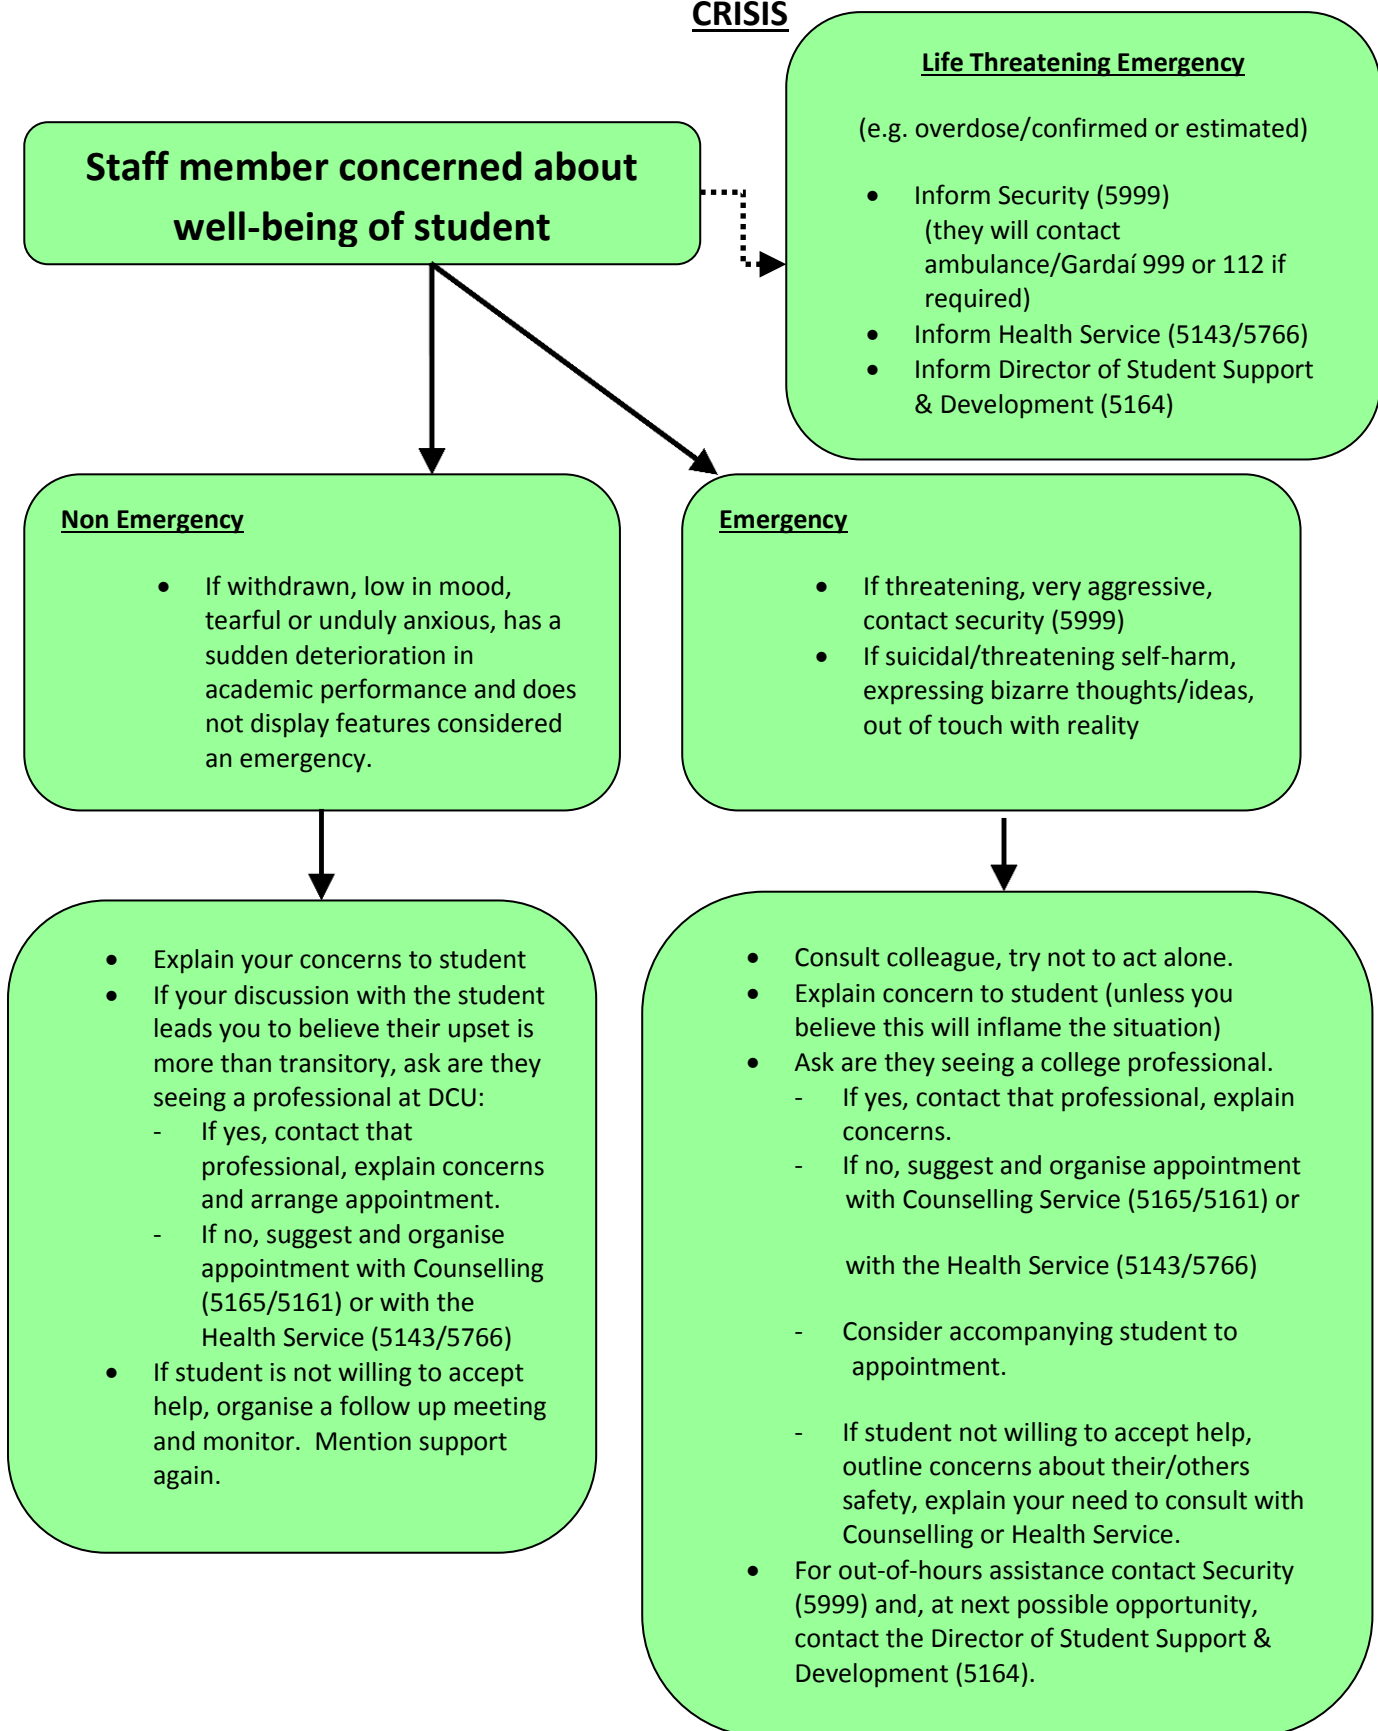 CRISIS
Life Threatening Emergency
(e.g. overdose/confirmed or estimated)
• Inform Security (5999)
(they will contact
ambulance/Gardaí 999 or 112 if
required)
• Inform Health Service (5143/5766)
• Inform Director of Student Support
& Development (5164)
Staff member concerned about
well-being of student
Non Emergency
• If withdrawn, low in mood,
tearful or unduly anxious, has a
sudden deterioration in
academic performance and does
not display features considered
an emergency.
Emergency
• If threatening, very aggressive,
contact security (5999)
• If suicidal/threatening self-harm,
expressing bizarre thoughts/ideas,
out of touch with reality
• Explain your concerns to student
• If your discussion with the student
leads you to believe their upset is
more than transitory, ask are they
seeing a professional at DCU:
- If yes, contact that
professional, explain concerns
and arrange appointment.
- If no, suggest and organise
appointment with Counselling
(5165/5161) or with the
Health Service (5143/5766)
• If student is not willing to accept
help, organise a follow up meeting
and monitor. Mention support
again.
• Consult colleague, try not to act alone.
• Explain concern to student (unless you
believe this will inflame the situation)
• Ask are they seeing a college professional.
- If yes, contact that professional, explain
concerns.
- If no, suggest and organise appointment
with Counselling Service (5165/5161) or
with the Health Service (5143/5766)
- Consider accompanying student to
appointment.
- If student not willing to accept help,
outline concerns about their/others
safety, explain your need to consult with
Counselling or Health Service.
• For out-of-hours assistance contact Security
(5999) and, at next possible opportunity,
contact the Director of Student Support &
Development (5164).